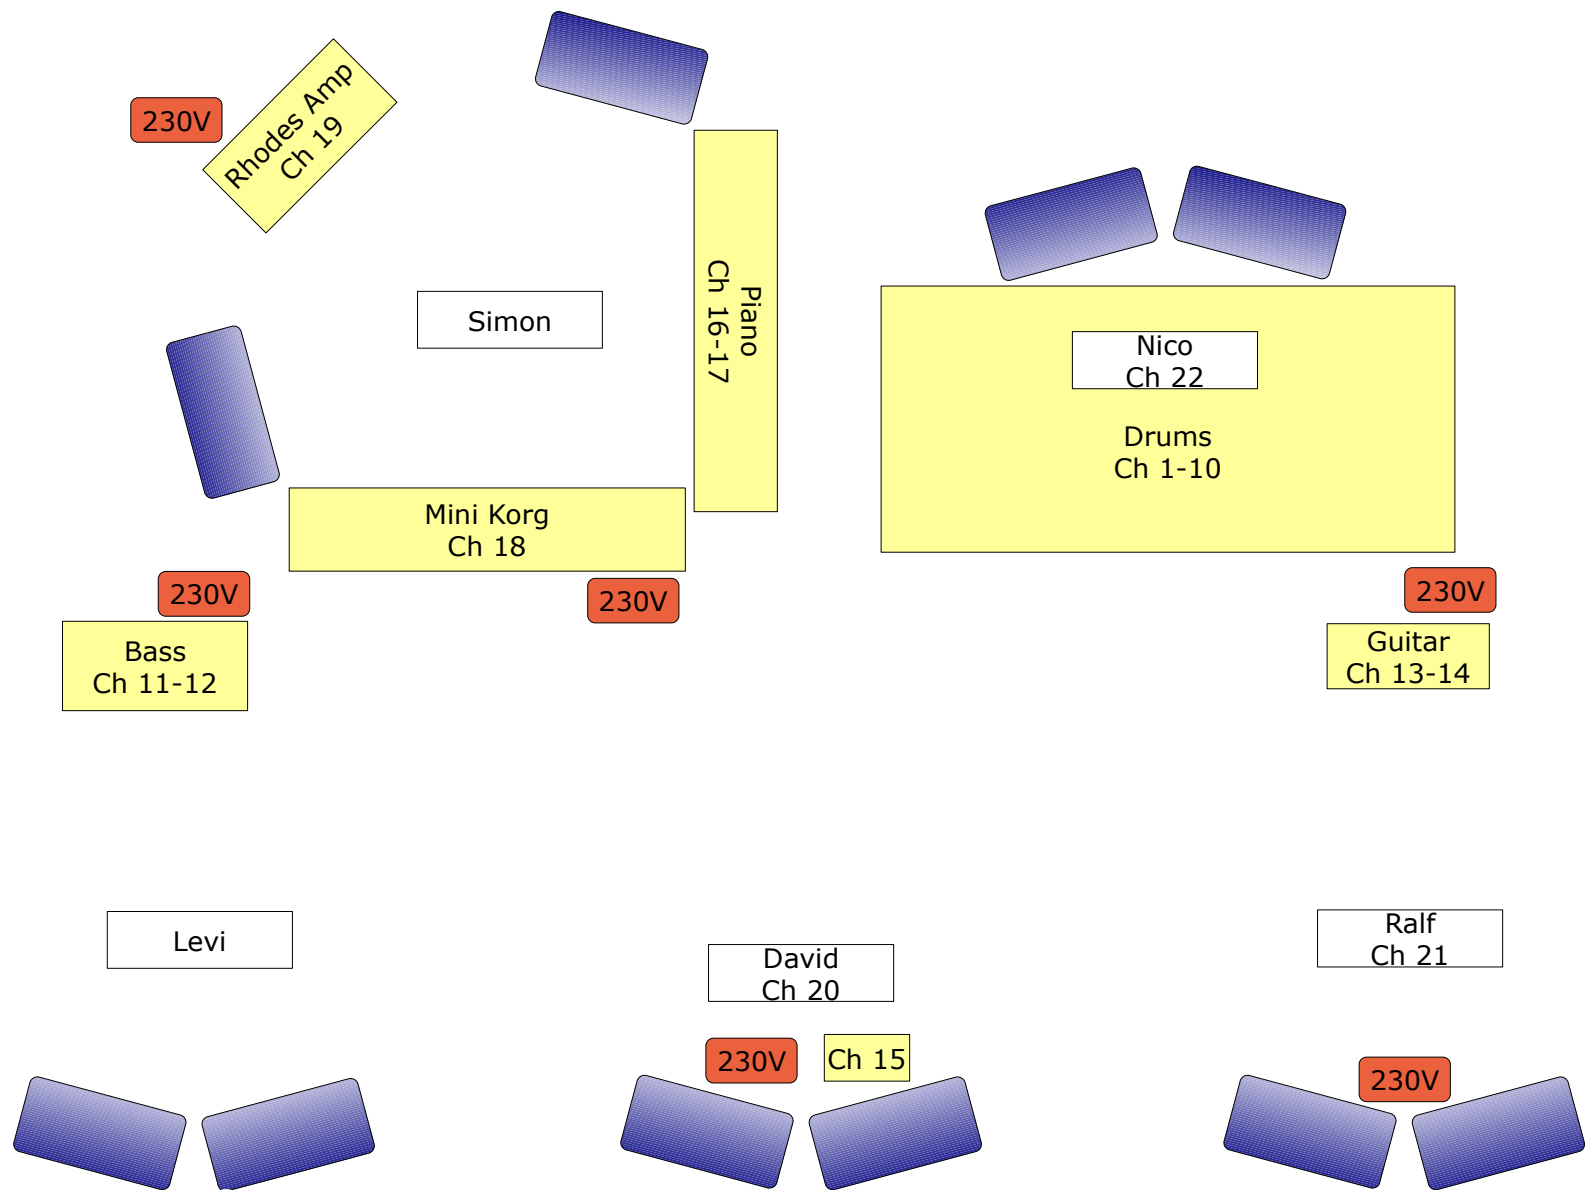 230V
Rhodes Amp
Ch 19
Piano
Ch 16-17
Simon
Nico
Ch 22
Drums
Ch 1-10
Mini Korg
Ch 18
230V
230V
230V
Bass
Ch 11-12
Guitar
Ch 13-14
Levi
David
Ch 20
Ralf
Ch 21
230V
Ch 15
230V